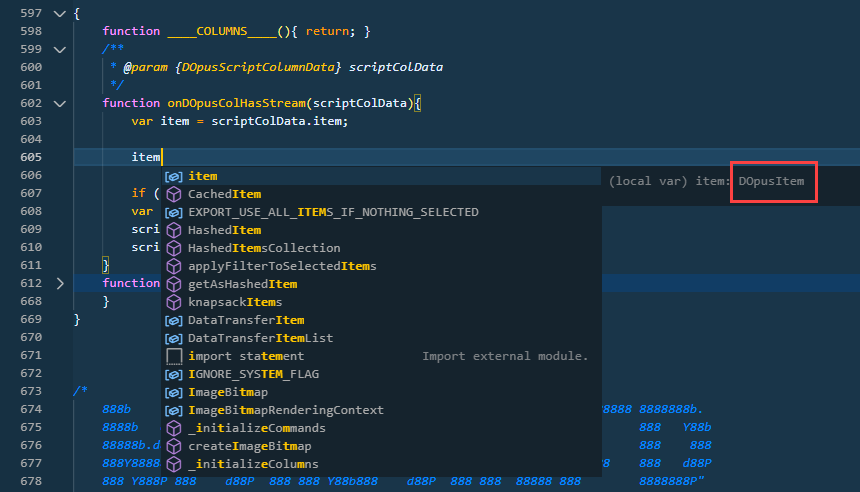 597 {
598 function ____COLUMNS____(){ return; }
599 /**
600 * @param {DOpusScriptColumnData} scriptColData
601 */
602 function onDOpusColHasStream(scriptColData){
603 var item = scriptColData.item;
604
605 item
606 item (local var) item: DOpusItem
CachedItem
607 if (
EXPORT_USE_ALL_ITEMS_IF_NOTHING_SELECTED
608 var
HashedItem
609 scri
HashedItemsCollection
610 scri
applyFilterToSelectedItems
611 }
getAsHashedItem
612 function
knapsackItems
668 }
DataTransferItem
669 }
DataTransferItemList
670
import statement Import external module.
671
IGNORE_SYSTEM_FLAG
672
ImageBitmap
673 /*
ImageBitmapRenderingContext
674 888b 88888 8888888b.
_initializeCommands
675 8888b 888 Y88b
createImageBitmap
676 88888b.d 888 888
_initializeColumns
677 888Y8888 88 888 d88P
678 888 Y888P 888 d88P 888 888 Y88b888 d88P 888 888 88888 888 8888888P"